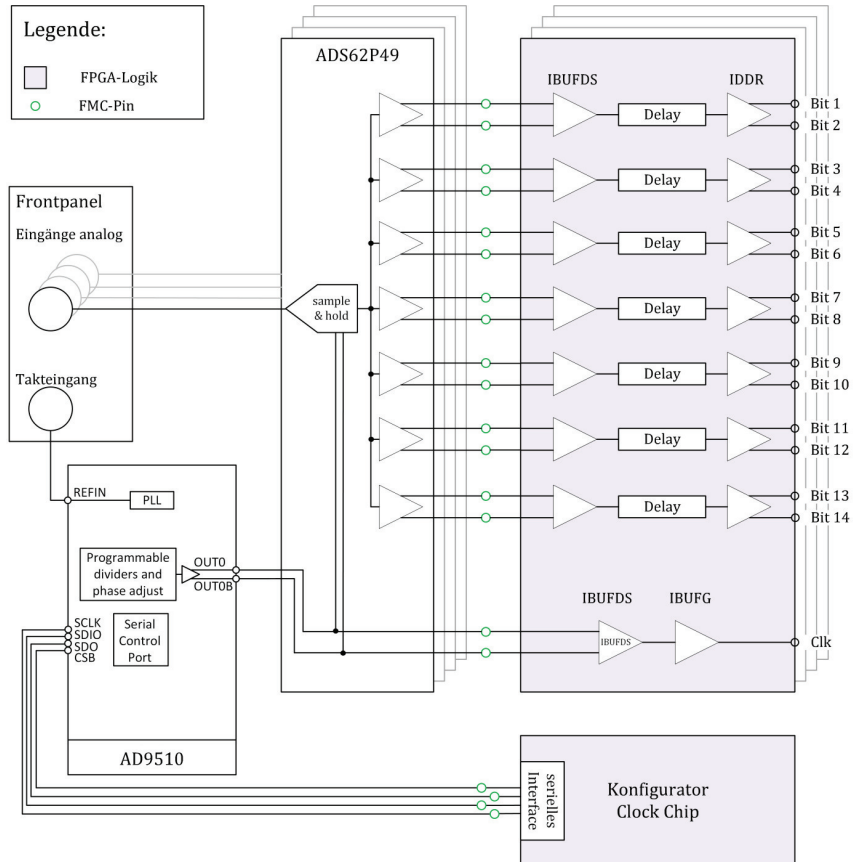 Legende:
FPGA-Logik
FMC-Pin
ADS62P49
IBUFDS
IDDR
Delay
Bit 1
Bit 2
Delay
Bit 3
Bit 4
Delay
Bit 5
Bit 6
Delay
Bit 7
Bit 8
Delay
Bit 9
Bit 10
Delay
Bit 11
Bit 12
Delay
Bit 13
Bit 14
Frontpanel
Eingänge analog
sample
& hold
Takteingang
REFIN
PLL
Programmable
dividers and
phase adjust
OUT0
OUT0B
SCLK
SDIO
SDO
CSB
Serial
Control
Port
AD9510
IBUFDS
IBUFG
IBUFDS
Clk
serielles
Interface
Konfigurator
Clock Chip